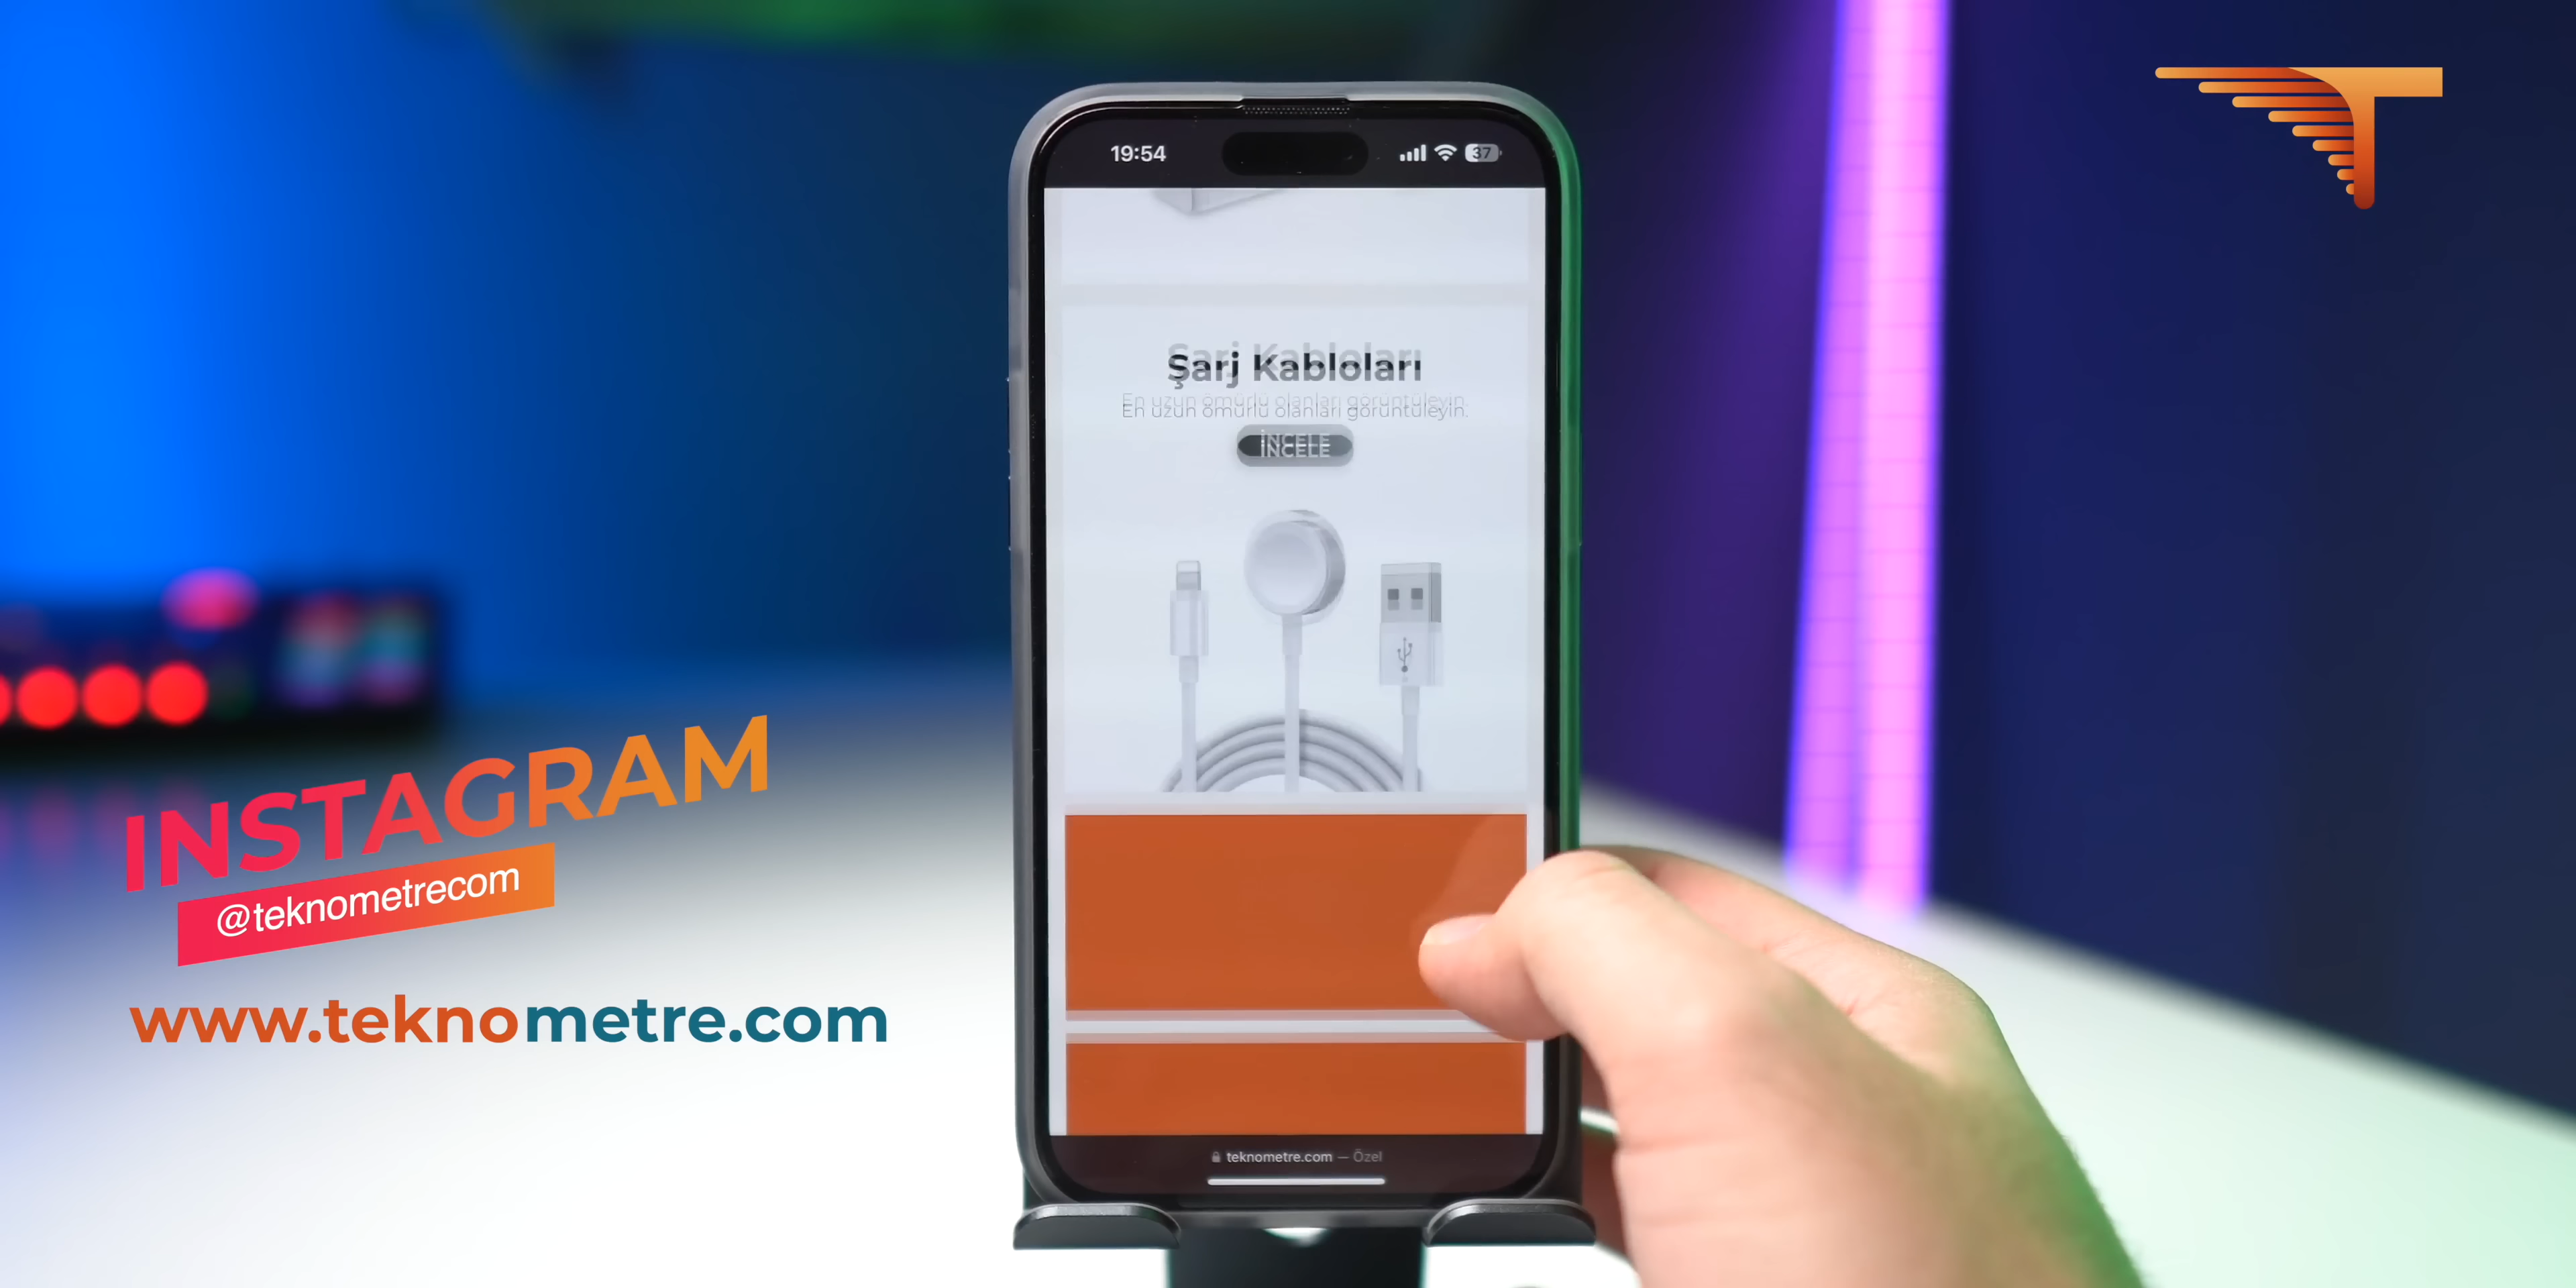 19:54
37
Şarj Kabloları
En uzun ömürlü olanları görüntüleyin.
İNCELE
INSTAGRAM
@teknometrecom
www.teknometre.com
teknometre.com — Özel